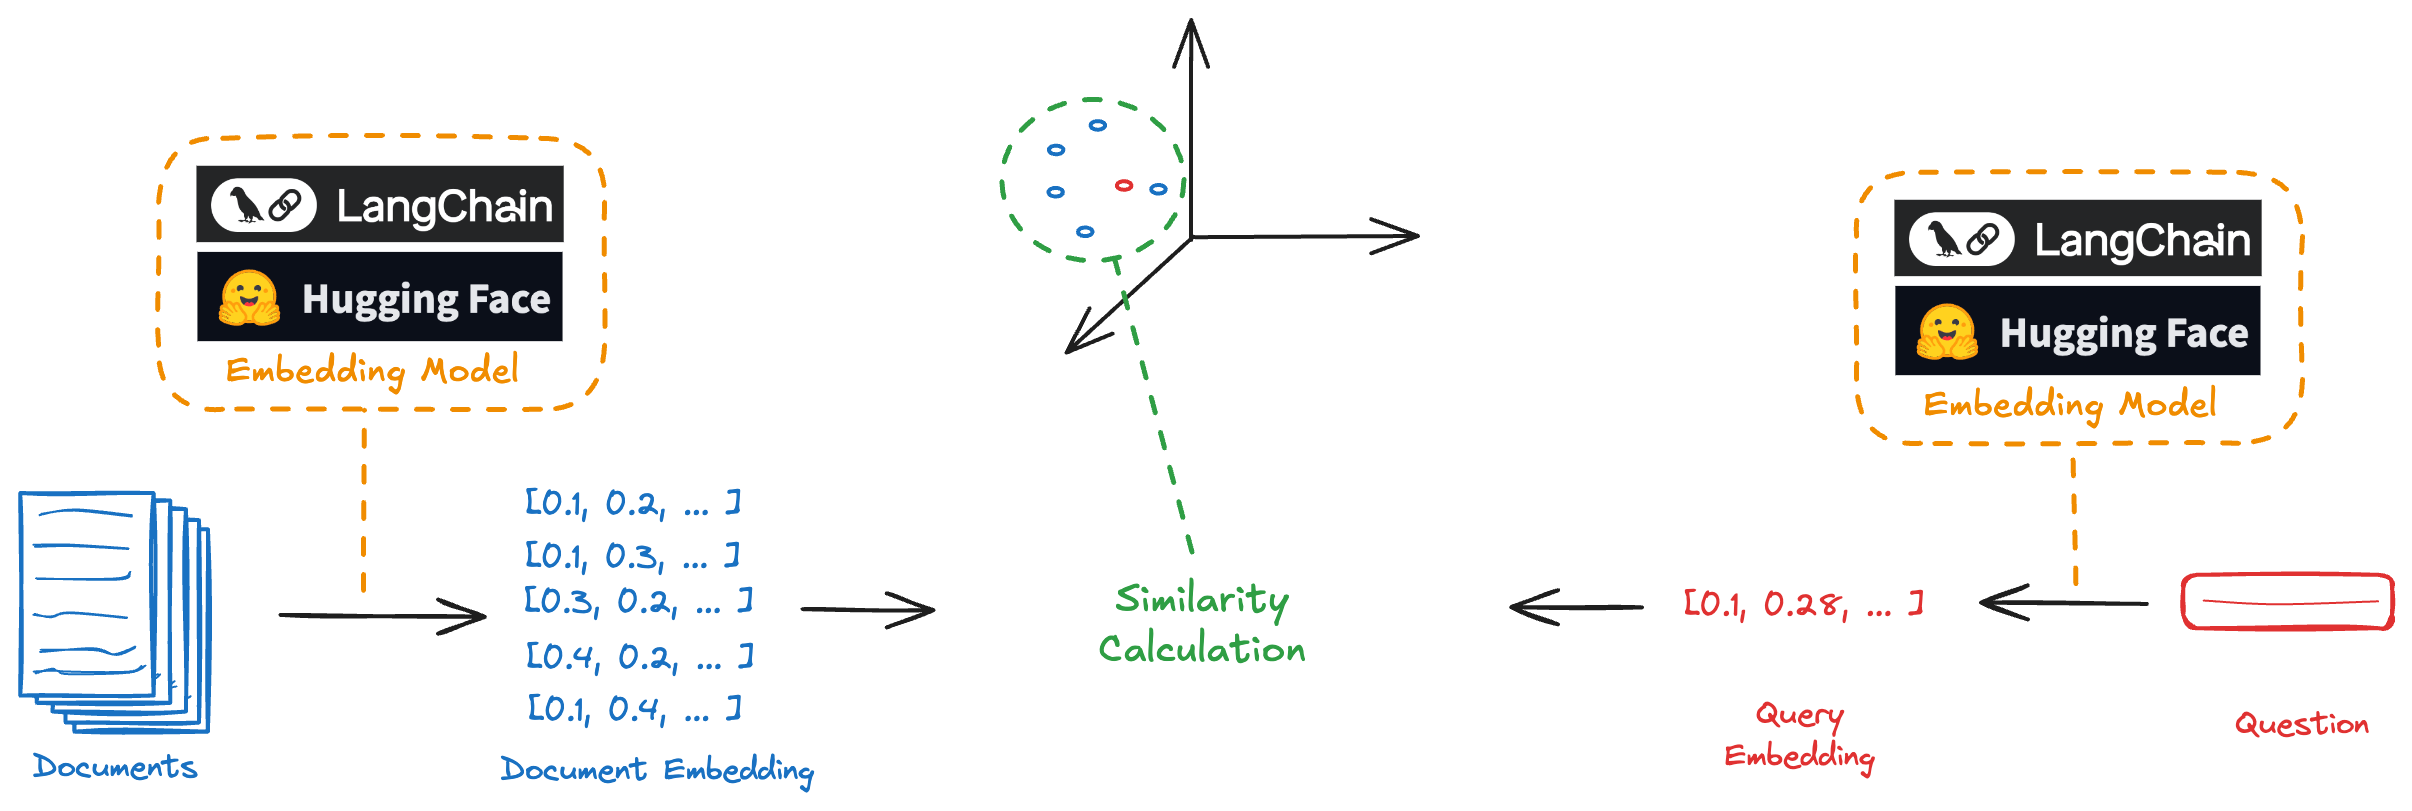 LangChain
Hugging Face
Embedding Model
Documents
[0.1, 0.2, ... ]
[0.1, 0.3, ... ]
[0.3, 0.2, ... ]
[0.4, 0.2, ... ]
[0.1, 0.4, ... ]
Document Embedding
Similarity
Calculation
LangChain
Hugging Face
Embedding Model
[0.1, 0.28, ... ]
Query
Embedding
Question